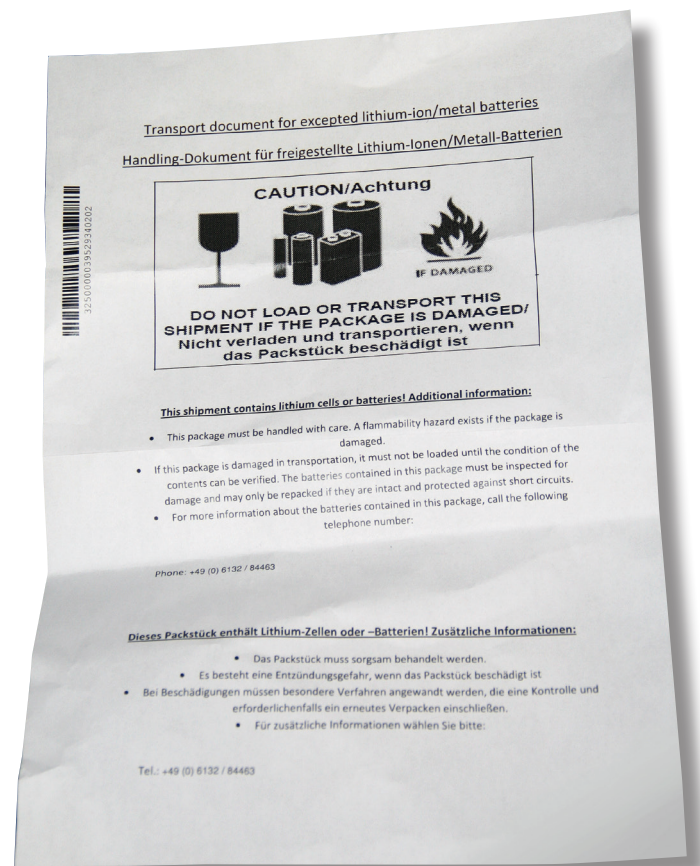 Transport document for excepted lithium-ion/metal batteries
Handling-Dokument für freigestellte Lithium-Ionen/Metall-Batterien
CAUTION/Achtung
IF DAMAGED
DO NOT LOAD OR TRANSPORT THIS
SHIPMENT IF THE PACKAGE IS DAMAGED/
Nicht verladen und transportieren, wenn
das Packstück beschädigt ist
3250000039529340202
This shipment contains lithium cells or batteries! Additional information:
• This package must be handled with care. A flammability hazard exists if the package is
damaged.
• If this package is damaged in transportation, it must not be loaded until the condition of the
contents can be verified. The batteries contained in this package must be inspected for
damage and may only be repacked if they are intact and protected against short circuits.
• For more information about the batteries contained in this package, call the following
telephone number:
Phone: +49 (0) 6132 / 84463
Dieses Packstück enthält Lithium-Zellen oder –Batterien! Zusätzliche Informationen:
• Das Packstück muss sorgsam behandelt werden.
• Es besteht eine Entzündungsgefahr, wenn das Packstück beschädigt ist
• Bei Beschädigungen müssen besondere Verfahren angewandt werden, die eine Kontrolle und
erforderlichenfalls ein erneutes Verpacken einschließen.
• Für zusätzliche Informationen wählen Sie bitte:
Tel.: +49 (0) 6132 / 84463